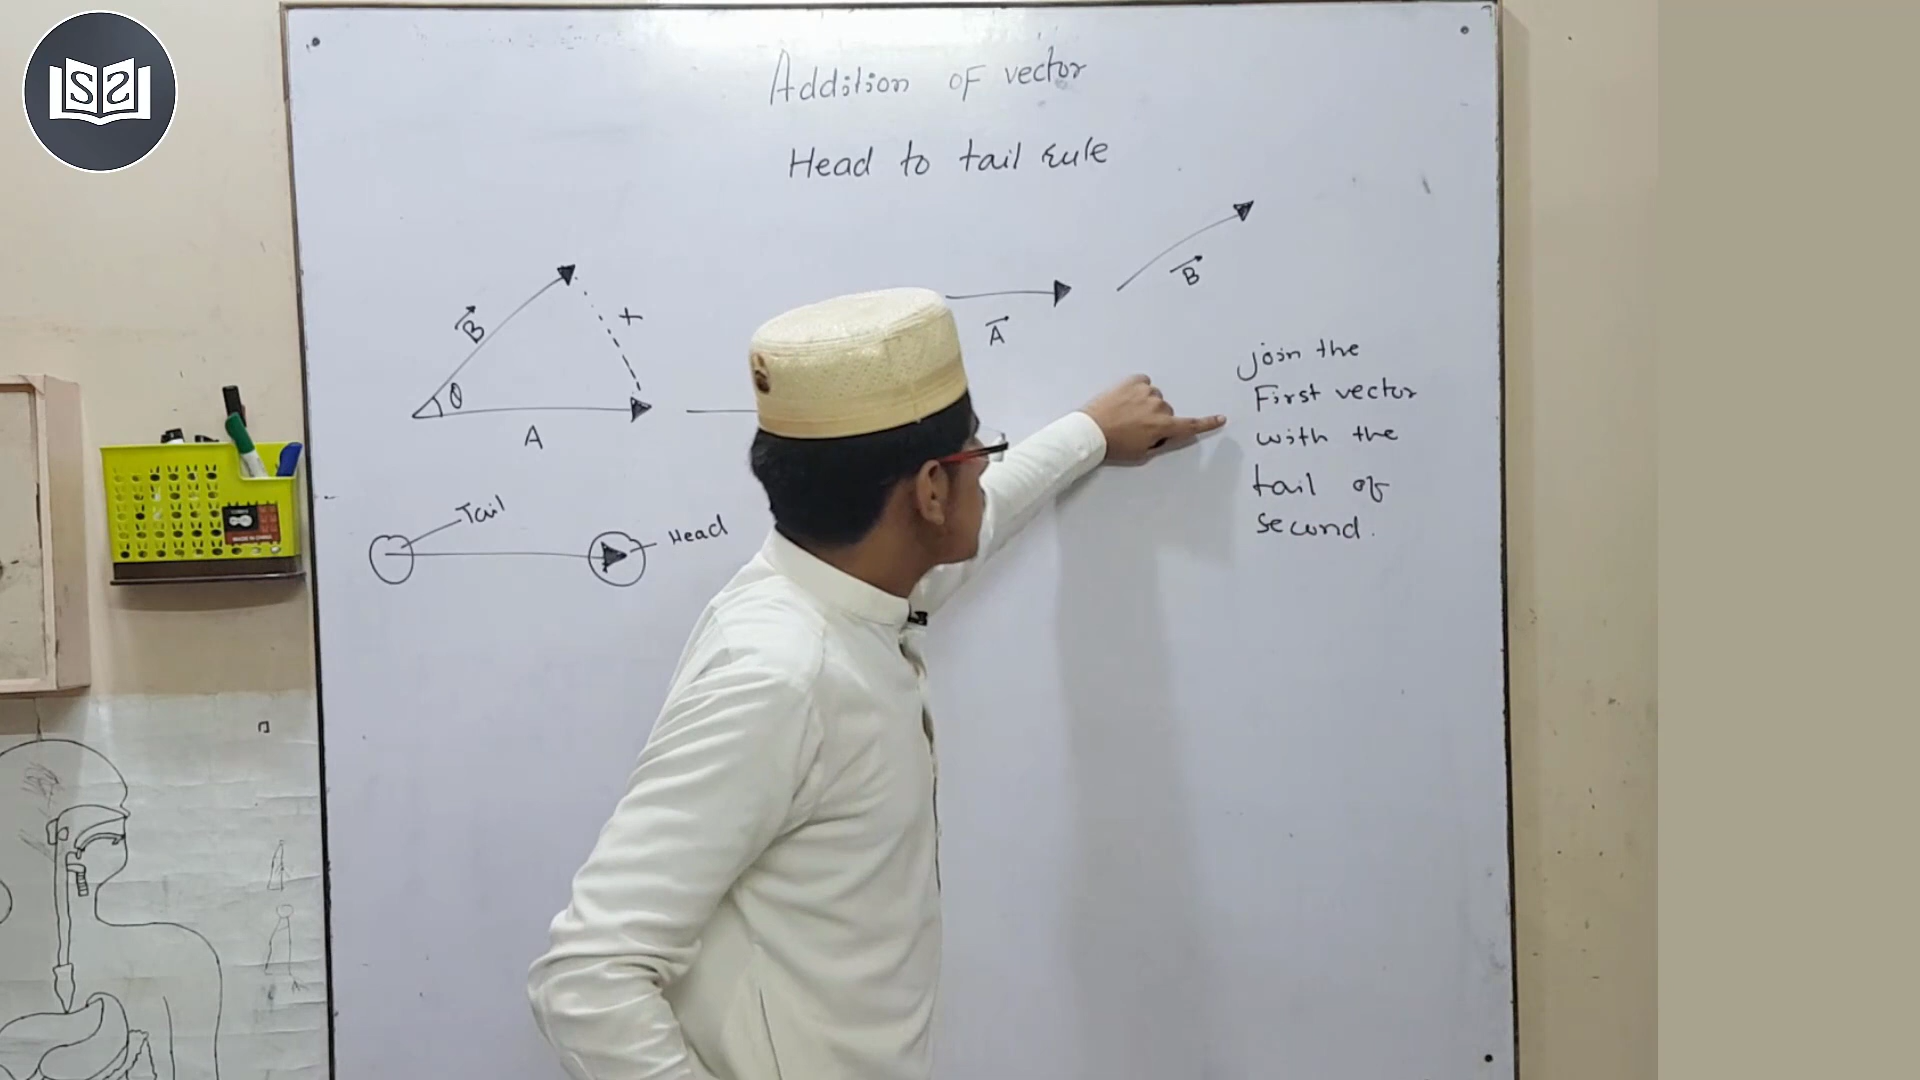 Addition of vector
Head to tail rule
B
A
B
θ
A
+
join the
First vector
with the
tail of
second.
Tail
Head